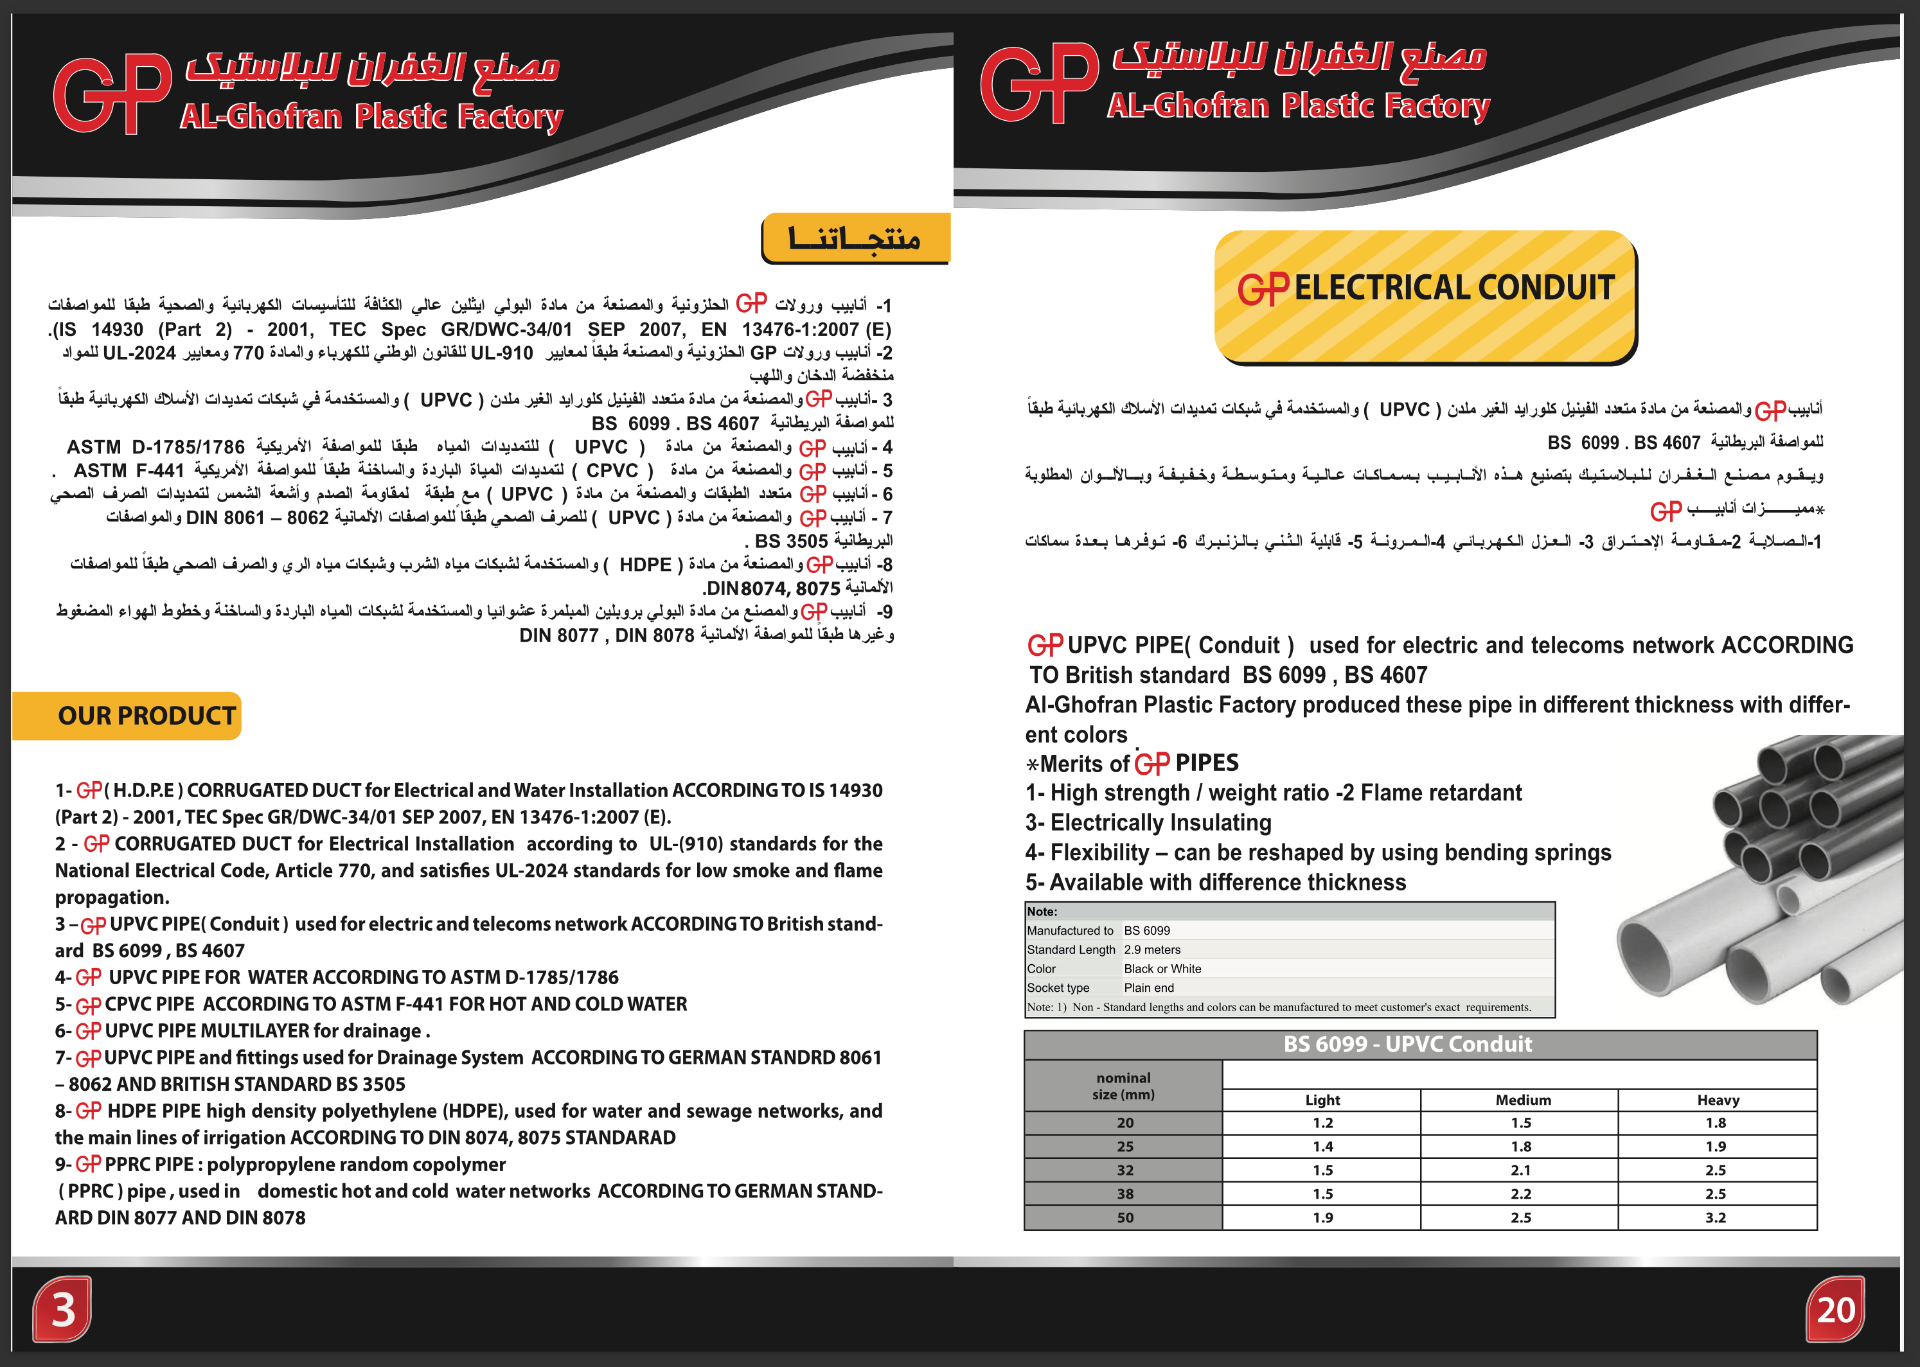 GP
مصنع الغفران للبلاستيك
AL-Ghofran Plastic Factory
منتجـاتنـا
1- أنابيب ورولات GP الحلزونية والمصنعة من مادة البولي ايثلين عالي الكثافة للتأسيسات الكهربائية والصحية طبقا للمواصفات
.(IS 14930 (Part 2) - 2001, TEC Spec GR/DWC-34/01 SEP 2007, EN 13476-1:2007 (E)
2- أنابيب ورولات GP الحلزونية والمصنعة طبقاً لمعايير UL-910 للقانون الوطني للكهرباء والمادة 770 ومعايير UL-2024 للمواد
منخفضة الدخان واللهب
3 -أنابيب GP والمصنعة من مادة متعدد الفينيل كلورايد الغير ملدن ( UPVC ) والمستخدمة في شبكات تمديدات الأسلاك الكهربائية طبقاً
للمواصفة البريطانية BS 6099 . BS 4607
4 - أنابيب GP والمصنعة من مادة ( UPVC ) للتمديدات المياه طبقا للمواصفة الأمريكية ASTM D-1785/1786
5 - أنابيب GP والمصنعة من مادة ( CPVC ) لتمديدات المياة الباردة والساخنة طبقاً للمواصفة الأمريكية ASTM F-441 .
6 - أنابيب GP متعدد الطبقات والمصنعة من مادة ( UPVC ) مع طبقة لمقاومة الصدم وأشعة الشمس لتمديدات الصرف الصحي
7 - أنابيب GP والمصنعة من مادة ( UPVC ) للصرف الصحي طبقاً للمواصفات الألمانية DIN 8061 – 8062 والمواصفات
البريطانية BS 3505 .
8- أنابيب GP والمصنعة من مادة ( HDPE ) والمستخدمة لشبكات مياه الشرب وشبكات مياه الري والصرف الصحي طبقاً للمواصفات
الألمانية DIN8074, 8075.
9- أنابيب GP والمصنع من مادة البولي بروبلين المبلمرة عشوائيا والمستخدمة لشبكات المياه الباردة والساخنة وخطوط الهواء المضغوط
وغيرها طبقاً للمواصفة الألمانية DIN 8077 , DIN 8078
OUR PRODUCT
1- GP ( H.D.P.E ) CORRUGATED DUCT for Electrical and Water Installation ACCORDING TO IS 14930
(Part 2) - 2001, TEC Spec GR/DWC-34/01 SEP 2007, EN 13476-1:2007 (E).
2 - GP CORRUGATED DUCT for Electrical Installation according to UL-(910) standards for the
National Electrical Code, Article 770, and satisfies UL-2024 standards for low smoke and flame
propagation.
3 – GP UPVC PIPE( Conduit ) used for electric and telecoms network ACCORDING TO British stand-
ard BS 6099 , BS 4607
4- GP UPVC PIPE FOR WATER ACCORDING TO ASTM D-1785/1786
5- GP CPVC PIPE ACCORDING TO ASTM F-441 FOR HOT AND COLD WATER
6- GP UPVC PIPE MULTILAYER for drainage .
7- GP UPVC PIPE and fittings used for Drainage System ACCORDING TO GERMAN STANDRD 8061
– 8062 AND BRITISH STANDARD BS 3505
8- GP HDPE PIPE high density polyethylene (HDPE), used for water and sewage networks, and
the main lines of irrigation ACCORDING TO DIN 8074, 8075 STANDARAD
9- GP PPRC PIPE : polypropylene random copolymer
( PPRC ) pipe , used in domestic hot and cold water networks ACCORDING TO GERMAN STAND-
ARD DIN 8077 AND DIN 8078
3
GP
مصنع الغفران للبلاستيك
AL-Ghofran Plastic Factory
GP ELECTRICAL CONDUIT
أنابيب GP والمصنعة من مادة متعدد الفينيل كلورايد الغير ملدن ( UPVC ) والمستخدمة في شبكات تمديدات الأسلاك الكهربائية طبقاً
للمواصفة البريطانية BS 6099 . BS 4607
ويقوم مصنع الغفران للبلاستيك بتصنيع هذه الأنابيب بسماكات عالية ومتوسطة وخفيفة وبالألوان المطلوبة
*مميـــزات أنابيـــب GP
1-الصلابة 2-مقاومة الإحتراق 3- العزل الكهربائي 4-المرونة 5- قابلية الثني بالزنبرك 6- توفرها بعدة سماكات
GP UPVC PIPE( Conduit ) used for electric and telecoms network ACCORDING
TO British standard BS 6099 , BS 4607
Al-Ghofran Plastic Factory produced these pipe in different thickness with differ-
ent colors .
*Merits of GP PIPES
1- High strength / weight ratio -2 Flame retardant
3- Electrically Insulating
4- Flexibility – can be reshaped by using bending springs
5- Available with difference thickness
Note:
Manufactured to BS 6099
Standard Length 2.9 meters
Color Black or White
Socket type Plain end
Note: 1) Non - Standard lengths and colors can be manufactured to meet customer's exact requirements.
BS 6099 - UPVC Conduit
nominal
size (mm)
Light Medium Heavy
20 1.2 1.5 1.8
25 1.4 1.8 1.9
32 1.5 2.1 2.5
38 1.5 2.2 2.5
50 1.9 2.5 3.2
20